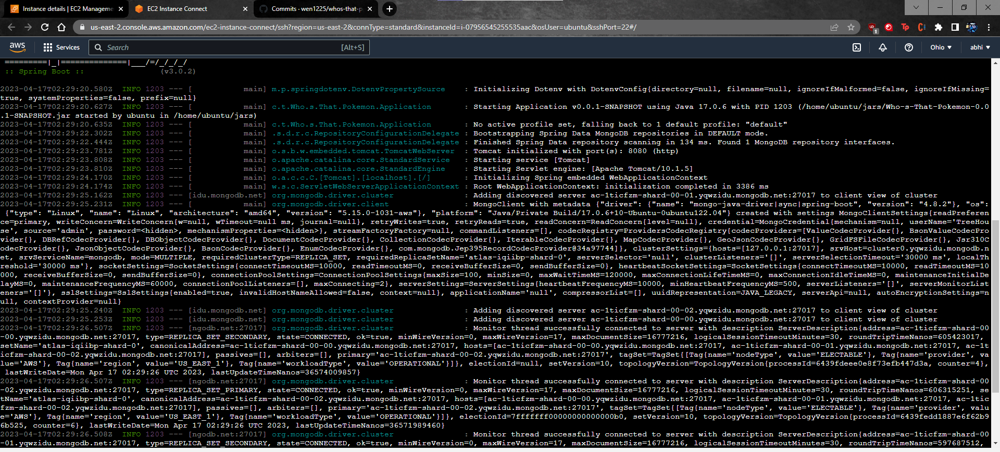 Instance details | EC2 Manageme
EC2 Instance Connect
Commits · wen1225/whos-that-p
us-east-2.console.aws.amazon.com/ec2-instance-connect/ssh?region=us-east-2&connType=standard&instanceId=i-07956545255535aac&osUser=ubuntu&sshPort=22#/
aws Services Search [Alt+S] Ohio abhi
=========|_|==============|___/=/_/_/_/
:: Spring Boot :: (v3.0.2)
2023-04-17T02:29:20.580Z  INFO 1203 --- [           main] m.p.springdotenv.DotenvPropertySource    : Initializing Dotenv with DotenvConfig{directory=null, filename=null, ignoreIfMalformed=false, ignoreIfMissing=
true, systemProperties=false, prefix=null}
2023-04-17T02:29:20.627Z  INFO 1203 --- [           main] c.t.Who.s.That.Pokemon.Application       : Starting Application v0.0.1-SNAPSHOT using Java 17.0.6 with PID 1203 (/home/ubuntu/jars/Who-s-That-Pokemon-0.0
.1-SNAPSHOT.jar started by ubuntu in /home/ubuntu/jars)
2023-04-17T02:29:20.635Z  INFO 1203 --- [           main] c.t.Who.s.That.Pokemon.Application       : No active profile set, falling back to 1 default profile: "default"
2023-04-17T02:29:22.302Z  INFO 1203 --- [           main] .s.d.r.c.RepositoryConfigurationDelegate : Bootstrapping Spring Data MongoDB repositories in DEFAULT mode.
2023-04-17T02:29:22.444Z  INFO 1203 --- [           main] .s.d.r.c.RepositoryConfigurationDelegate : Finished Spring Data repository scanning in 134 ms. Found 1 MongoDB repository interfaces.
2023-04-17T02:29:23.781Z  INFO 1203 --- [           main] o.s.b.w.embedded.tomcat.TomcatWebServer  : Tomcat initialized with port(s): 8080 (http)
2023-04-17T02:29:23.808Z  INFO 1203 --- [           main] o.apache.catalina.core.StandardService   : Starting service [Tomcat]
2023-04-17T02:29:23.810Z  INFO 1203 --- [           main] o.apache.catalina.core.StandardEngine    : Starting Servlet engine: [Apache Tomcat/10.1.5]
2023-04-17T02:29:24.170Z  INFO 1203 --- [           main] o.a.c.c.C.[Tomcat].[localhost].[/]       : Initializing Spring embedded WebApplicationContext
2023-04-17T02:29:24.174Z  INFO 1203 --- [           main] w.s.c.ServletWebServerApplicationContext : Root WebApplicationContext: initialization completed in 3386 ms
2023-04-17T02:29:25.162Z  INFO 1203 --- [idu.mongodb.net] org.mongodb.driver.cluster               : Adding discovered server ac-1ticfzm-shard-00-01.yqwzidu.mongodb.net:27017 to client view of cluster
2023-04-17T02:29:25.231Z  INFO 1203 --- [           main] org.mongodb.driver.client                : MongoClient with metadata {"driver": {"name": "mongo-java-driver|sync|spring-boot", "version": "4.8.2"}, "os":
{"type": "Linux", "name": "Linux", "architecture": "amd64", "version": "5.15.0-1031-aws"}, "platform": "Java/Private Build/17.0.6+10-Ubuntu-0ubuntu122.04"} created with settings MongoClientSettings{readPreferen
ce=primary, writeConcern=WriteConcern{w=null, wTimeout=null ms, journal=null}, retryWrites=true, retryReads=true, readConcern=ReadConcern{level=null}, credential=MongoCredential{mechanism=null, userName='TreeHou
se', source='admin', password=<hidden>, mechanismProperties=<hidden>}, streamFactoryFactory=null, commandListeners=[], codecRegistry=ProvidersCodecRegistry{codecProviders=[ValueCodecProvider{}, BsonValueCodecPro
vider{}, DBRefCodecProvider{}, DBObjectCodecProvider{}, DocumentCodecProvider{}, CollectionCodecProvider{}, IterableCodecProvider{}, MapCodecProvider{}, GeoJsonCodecProvider{}, GridFSFileCodecProvider{}, Jsr310C
odecProvider{}, JsonObjectCodecProvider{}, BsonCodecProvider{}, EnumCodecProvider{}, com.mongodb.Jep395RecordCodecProvider@34a97744]}, clusterSettings={hosts=[127.0.0.1:27017], srvHost=cluster0.yqwzidu.mongodb.n
et, srvServiceName=mongodb, mode=MULTIPLE, requiredClusterType=REPLICA_SET, requiredReplicaSetName='atlas-iqiibp-shard-0', serverSelector='null', clusterListeners='[]', serverSelectionTimeout='30000 ms', localTh
reshold='30000 ms'}, socketSettings=SocketSettings{connectTimeoutMS=10000, readTimeoutMS=0, receiveBufferSize=0, sendBufferSize=0}, heartbeatSocketSettings=SocketSettings{connectTimeoutMS=10000, readTimeoutMS=10
000, receiveBufferSize=0, sendBufferSize=0}, connectionPoolSettings=ConnectionPoolSettings{maxSize=100, minSize=0, maxWaitTimeMS=120000, maxConnectionLifeTimeMS=0, maxConnectionIdleTimeMS=0, maintenanceInitialDe
layMS=0, maintenanceFrequencyMS=60000, connectionPoolListeners=[], maxConnecting=2}, serverSettings=ServerSettings{heartbeatFrequencyMS=10000, minHeartbeatFrequencyMS=500, serverListeners='[]', serverMonitorList
eners='[]'}, sslSettings=SslSettings{enabled=true, invalidHostNameAllowed=false, context=null}, applicationName='null', compressorList=[], uuidRepresentation=JAVA_LEGACY, serverApi=null, autoEncryptionSettings=n
ull, contextProvider=null}
2023-04-17T02:29:25.240Z  INFO 1203 --- [idu.mongodb.net] org.mongodb.driver.cluster               : Adding discovered server ac-1ticfzm-shard-00-02.yqwzidu.mongodb.net:27017 to client view of cluster
2023-04-17T02:29:25.253Z  INFO 1203 --- [idu.mongodb.net] org.mongodb.driver.cluster               : Adding discovered server ac-1ticfzm-shard-00-00.yqwzidu.mongodb.net:27017 to client view of cluster
2023-04-17T02:29:26.507Z  INFO 1203 --- [ngodb.net:27017] org.mongodb.driver.cluster               : Monitor thread successfully connected to server with description ServerDescription{address=ac-1ticfzm-shard-00
-00.yqwzidu.mongodb.net:27017, type=REPLICA_SET_SECONDARY, state=CONNECTED, ok=true, minWireVersion=0, maxWireVersion=17, maxDocumentSize=16777216, logicalSessionTimeoutMinutes=30, roundTripTimeNanos=605423017,
setName='atlas-iqiibp-shard-0', canonicalAddress=ac-1ticfzm-shard-00-00.yqwzidu.mongodb.net:27017, hosts=[ac-1ticfzm-shard-00-00.yqwzidu.mongodb.net:27017, ac-1ticfzm-shard-00-01.yqwzidu.mongodb.net:27017, ac-1t
icfzm-shard-00-02.yqwzidu.mongodb.net:27017], passives=[], arbiters=[], primary='ac-1ticfzm-shard-00-02.yqwzidu.mongodb.net:27017', tagSet=TagSet{[Tag{name='nodeType', value='ELECTABLE'}, Tag{name='provider', va
lue='AWS'}, Tag{name='region', value='US_EAST_1'}, Tag{name='workloadType', value='OPERATIONAL'}]}, electionId=null, setVersion=10, topologyVersion=TopologyVersion{processId=6439fdeee0e8f73efb447d3a, counter=4},
lastWriteDate=Mon Apr 17 02:29:26 UTC 2023, lastUpdateTimeNanos=36574009857}
2023-04-17T02:29:26.507Z  INFO 1203 --- [ngodb.net:27017] org.mongodb.driver.cluster               : Monitor thread successfully connected to server with description ServerDescription{address=ac-1ticfzm-shard-00
-02.yqwzidu.mongodb.net:27017, type=REPLICA_SET_PRIMARY, state=CONNECTED, ok=true, minWireVersion=0, maxWireVersion=17, maxDocumentSize=16777216, logicalSessionTimeoutMinutes=30, roundTripTimeNanos=606315251, se
tName='atlas-iqiibp-shard-0', canonicalAddress=ac-1ticfzm-shard-00-02.yqwzidu.mongodb.net:27017, hosts=[ac-1ticfzm-shard-00-00.yqwzidu.mongodb.net:27017, ac-1ticfzm-shard-00-01.yqwzidu.mongodb.net:27017, ac-1tic
fzm-shard-00-02.yqwzidu.mongodb.net:27017], passives=[], arbiters=[], primary='ac-1ticfzm-shard-00-02.yqwzidu.mongodb.net:27017', tagSet=TagSet{[Tag{name='nodeType', value='ELECTABLE'}, Tag{name='provider', valu
e='AWS'}, Tag{name='region', value='US_EAST_1'}, Tag{name='workloadType', value='OPERATIONAL'}]}, electionId=7fffffff00000000000000b0, setVersion=10, topologyVersion=TopologyVersion{processId=6439fedd1887e6f62b9
6b525, counter=6}, lastWriteDate=Mon Apr 17 02:29:26 UTC 2023, lastUpdateTimeNanos=36571989460}
2023-04-17T02:29:26.508Z  INFO 1203 --- [ngodb.net:27017] org.mongodb.driver.cluster               : Monitor thread successfully connected to server with description ServerDescription{address=ac-1ticfzm-shard-00
-01.yqwzidu.mongodb.net:27017, type=REPLICA_SET_SECONDARY, state=CONNECTED, ok=true, minWireVersion=0, maxWireVersion=17, maxDocumentSize=16777216, logicalSessionTimeoutMinutes=30, roundTripTimeNanos=597687512,